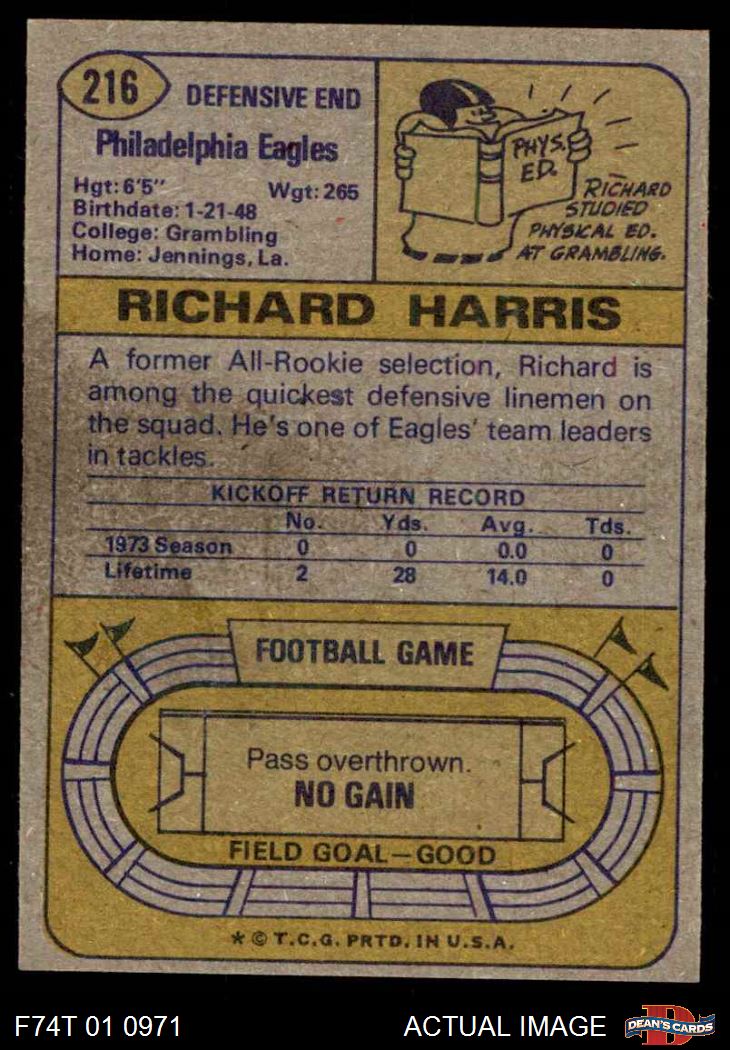 216
DEFENSIVE END
Philadelphia Eagles
Hgt: 6'5" Wgt: 265
Birthdate: 1-21-48
College: Grambling
Home: Jennings, La.
PHYS.
ED.
RICHARD
STUDIED
PHYSICAL ED.
AT GRAMBLING.
RICHARD HARRIS
A former All-Rookie selection, Richard is
among the quickest defensive linemen on
the squad. He's one of Eagles' team leaders
in tackles.
KICKOFF RETURN RECORD
No. Yds. Avg. Tds.
1973 Season 0 0 0.0 0
Lifetime 2 28 14.0 0
FOOTBALL GAME
Pass overthrown.
NO GAIN
FIELD GOAL—GOOD
* © T.C.G. PRTD. IN U.S.A.
F74T 01 0971 ACTUAL IMAGE
D
DEAN'S CARDS